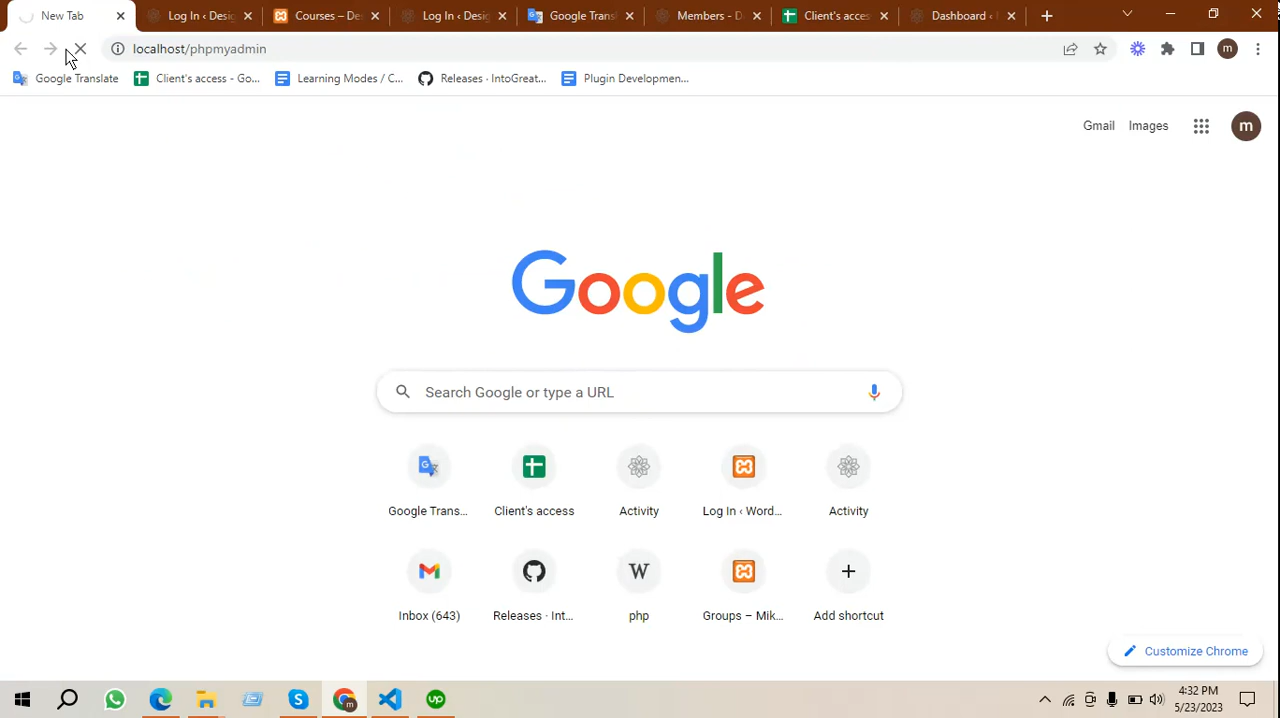 New Tab
Log In ‹ Desig
Courses – De
Log In ‹ Desig
Google Trans
Members - D
Client's acces
Dashboard ‹
localhost/phpmyadmin
m
Google Translate
Client's access - Go...
Learning Modes / C...
Releases · IntoGreat...
Plugin Developmen...
Gmail
Images
m
Google
Search Google or type a URL
Google Trans...
Client's access
Activity
Log In ‹ Word...
Activity
Inbox (643)
Releases · Int...
W
php
Groups – Mik...
Add shortcut
Customize Chrome
up
4:32 PM
5/23/2023